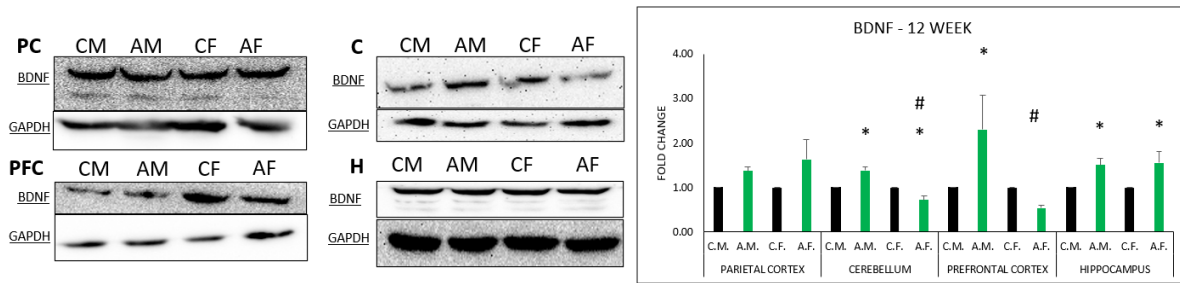 PC CM AM CF AF
BDNF
GAPDH
C CM AM CF AF
BDNF
GAPDH
PFC CM AM CF AF
BDNF
GAPDH
H CM AM CF AF
BDNF
GAPDH
BDNF - 12 WEEK
FOLD CHANGE
4.00
3.00
2.00
1.00
0.00
* # * * # * *
C.M. A.M. C.F. A.F. C.M. A.M. C.F. A.F. C.M. A.M. C.F. A.F. C.M. A.M. C.F. A.F.
PARIETAL CORTEX CEREBELLUM PREFRONTAL CORTEX HIPPOCAMPUS